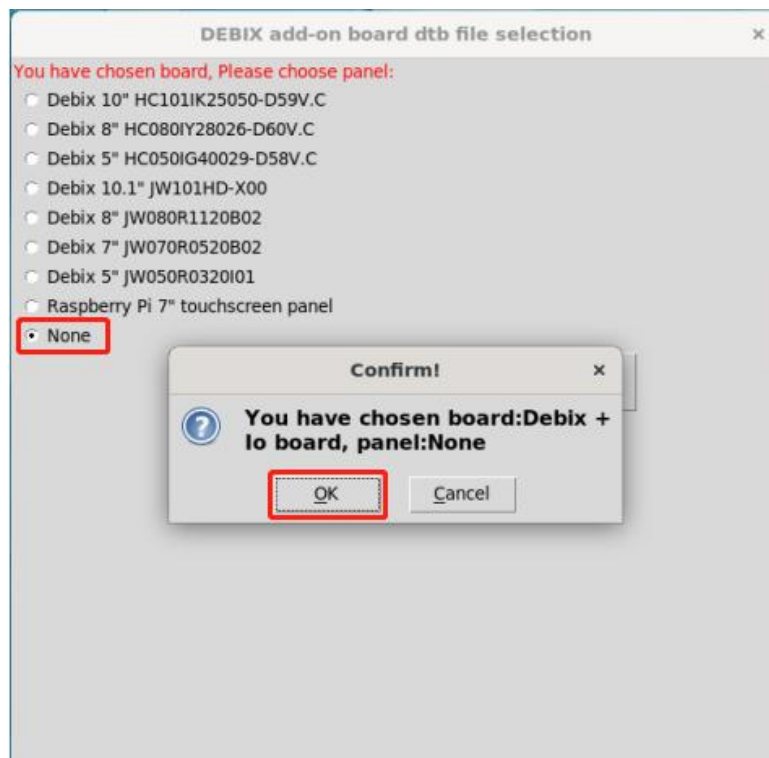 DEBIX add-on board dtb file selection ×
You have chosen board, Please choose panel:
Debix 10" HC101IK25050-D59V.C
Debix 8" HC080IY28026-D60V.C
Debix 5" HC050IG40029-D58V.C
Debix 10.1" JW101HD-X00
Debix 8" JW080R1120B02
Debix 7" JW070R0520B02
Debix 5" JW050R0320I01
Raspberry Pi 7" touchscreen panel
None
Confirm! ×
You have chosen board:Debix +
Io board, panel:None
OK Cancel